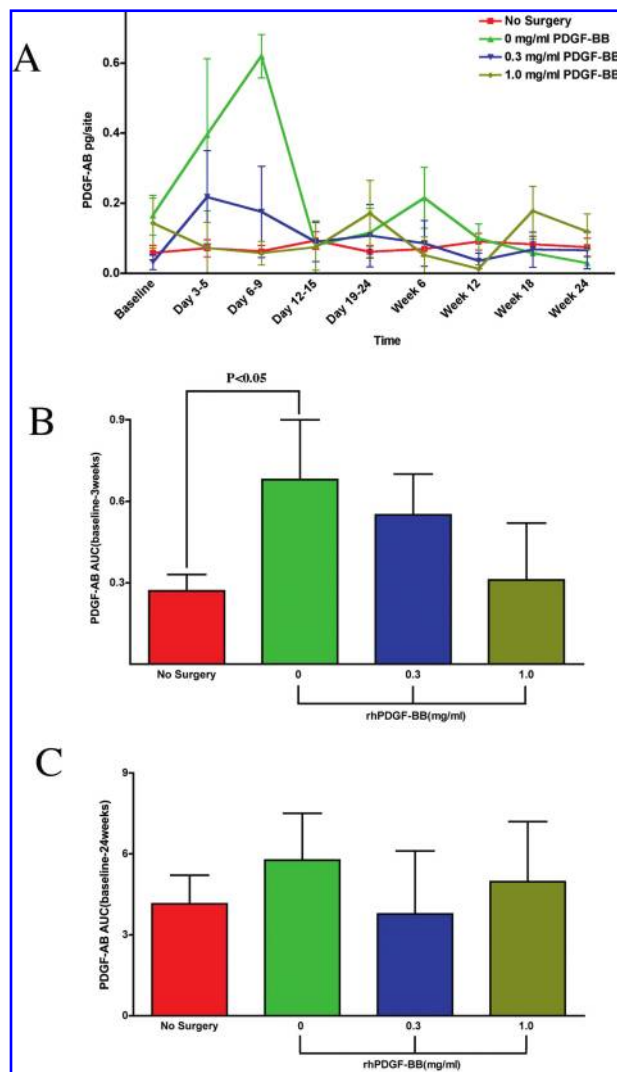 A
No Surgery
0 mg/ml PDGF-BB
0.3 mg/ml PDGF-BB
1.0 mg/ml PDGF-BB
PDGF-AB pg/site
0.6
0.4
0.2
0.0
Baseline
Day 3-5
Day 6-9
Day 12-15
Day 19-24
Week 6
Week 12
Week 18
Week 24
Time
B
P<0.05
PDGF-AB AUC(baseline-3weeks)
0.9
0.6
0.3
No Surgery
0
0.3
1.0
rhPDGF-BB(mg/ml)
C
PDGF-AB AUC(baseline-24weeks)
9
6
3
0
No Surgery
0
0.3
1.0
rhPDGF-BB(mg/ml)